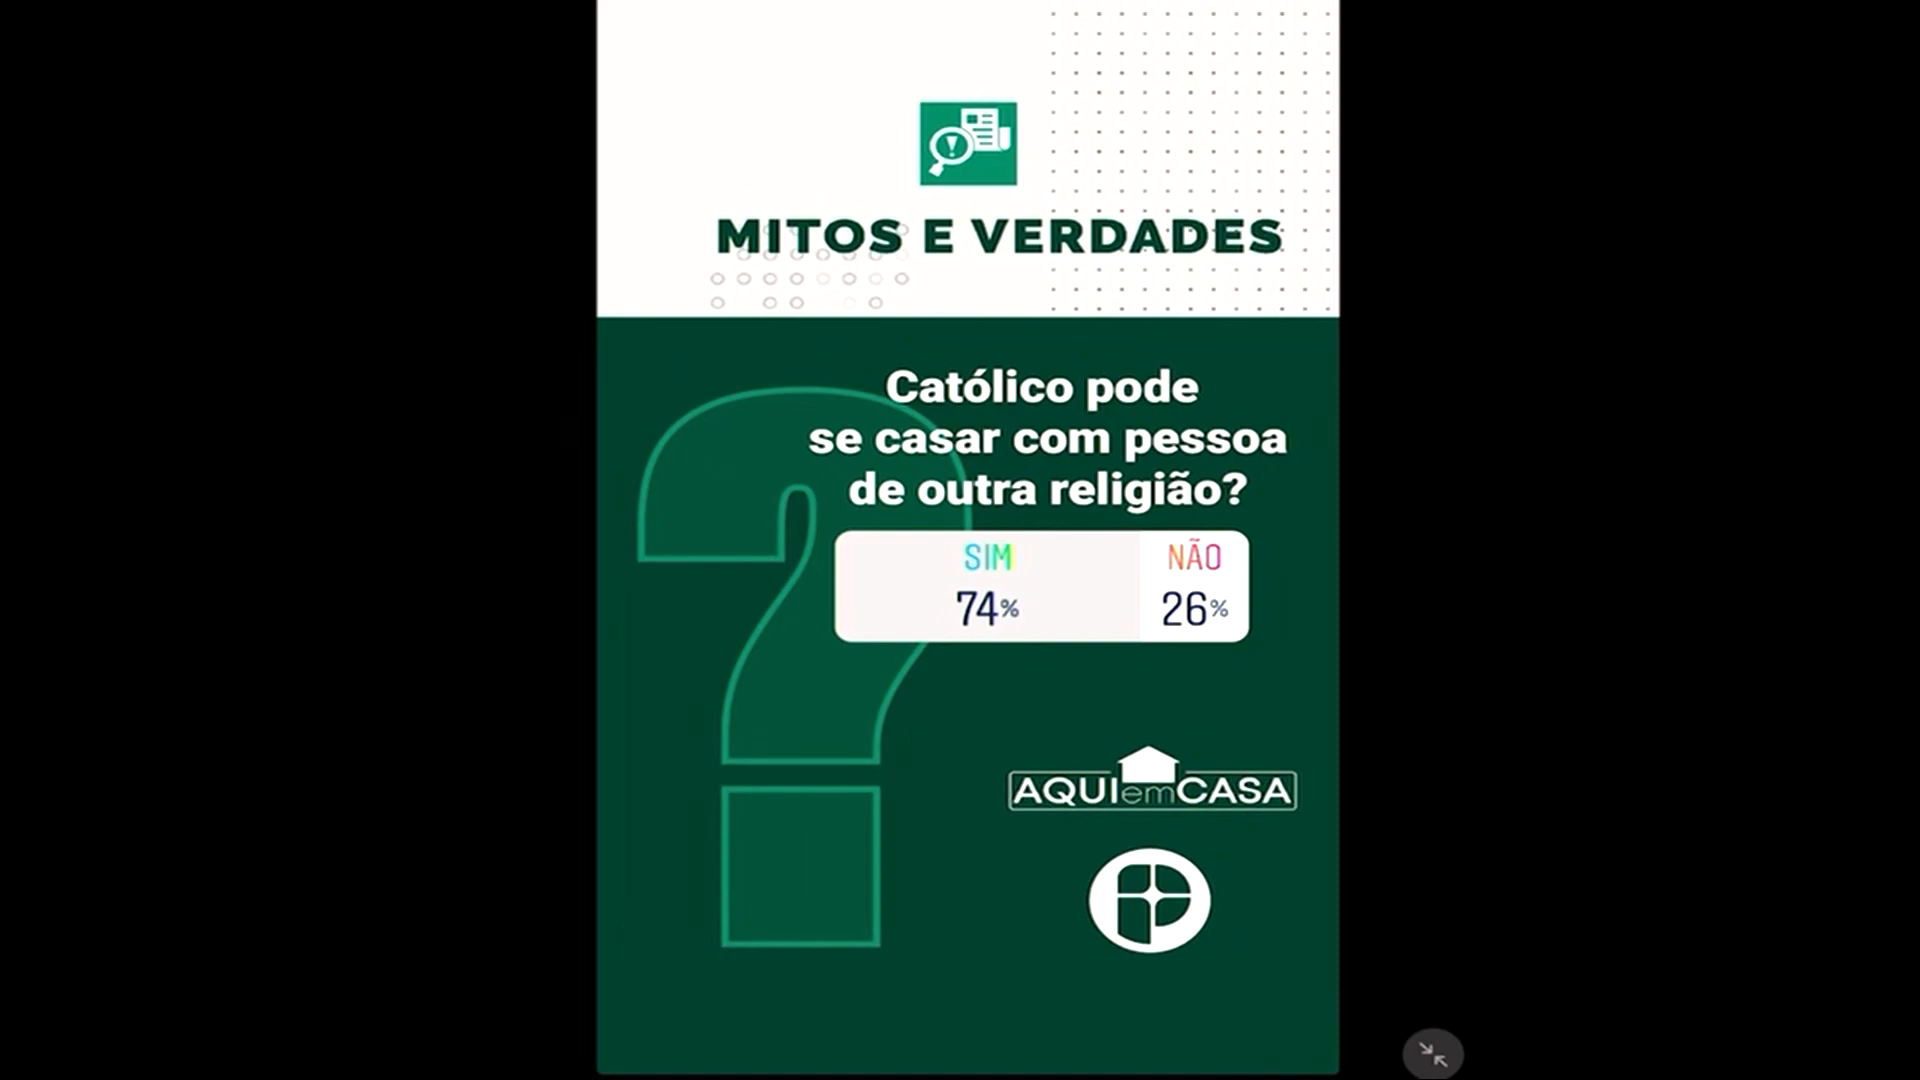 MITOS E VERDADES
Católico pode
se casar com pessoa
de outra religião?
SIM NÃO
74% 26%
AQUIemCASA